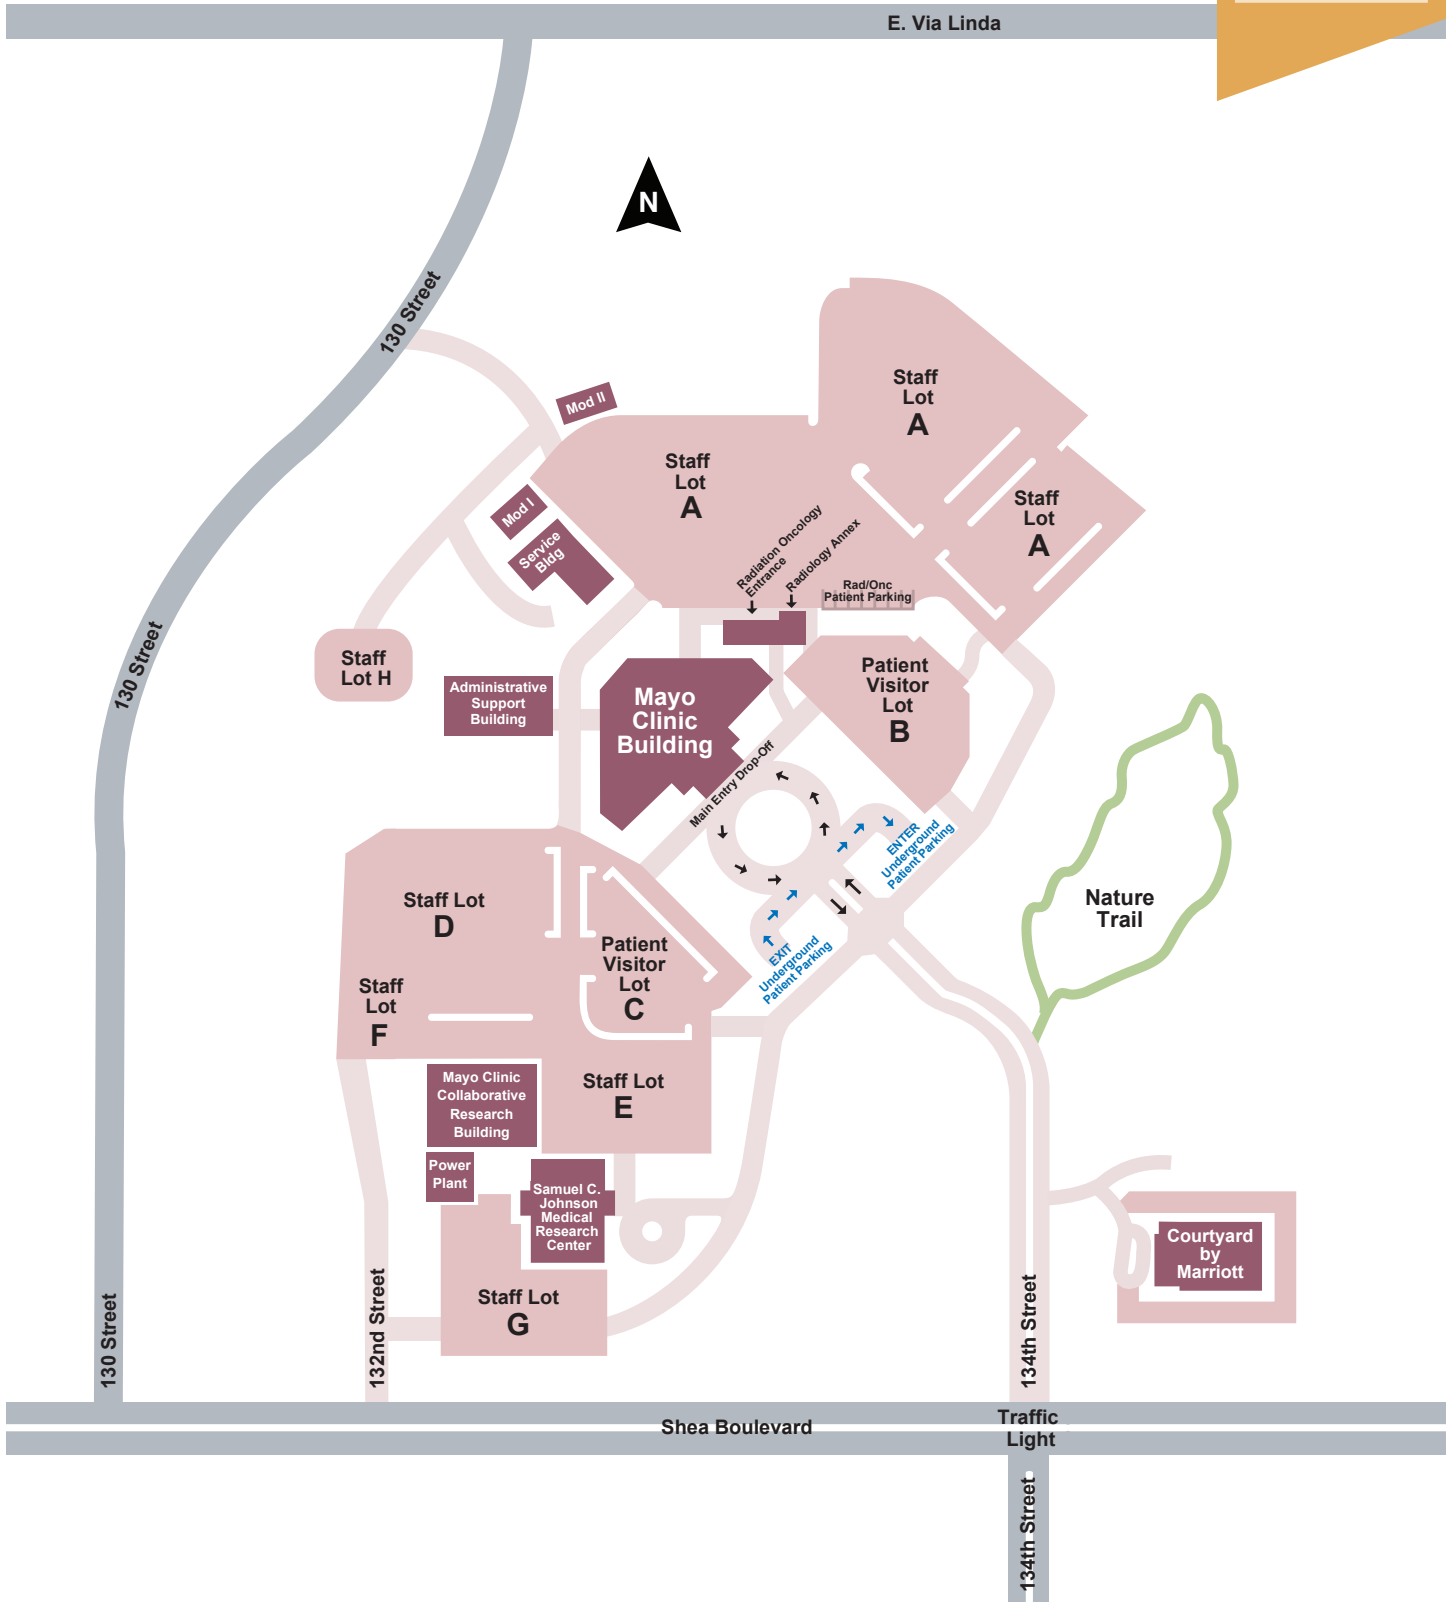 E. Via Linda
N
130 Street
Mod II
Staff
Lot
A
Staff
Lot
A
Staff
Lot
A
Mod I
Service
Bldg
Radiation Oncology
Entrance
Radiology Annex
Rad/Onc
Patient Parking
130 Street
Staff
Lot H
Administrative
Support
Building
Mayo
Clinic
Building
Patient
Visitor
Lot
B
Main Entry Drop-Off
ENTER
Underground
Patient Parking
Nature
Trail
Staff Lot
D
Patient
Visitor
Lot
C
EXIT
Underground
Patient Parking
Staff
Lot
F
Staff Lot
E
Mayo Clinic
Collaborative
Research
Building
Power
Plant
Samuel C.
Johnson
Medical
Research
Center
Courtyard
by
Marriott
Staff Lot
G
130 Street
132nd Street
134th Street
Shea Boulevard
Traffic
Light
134th Street